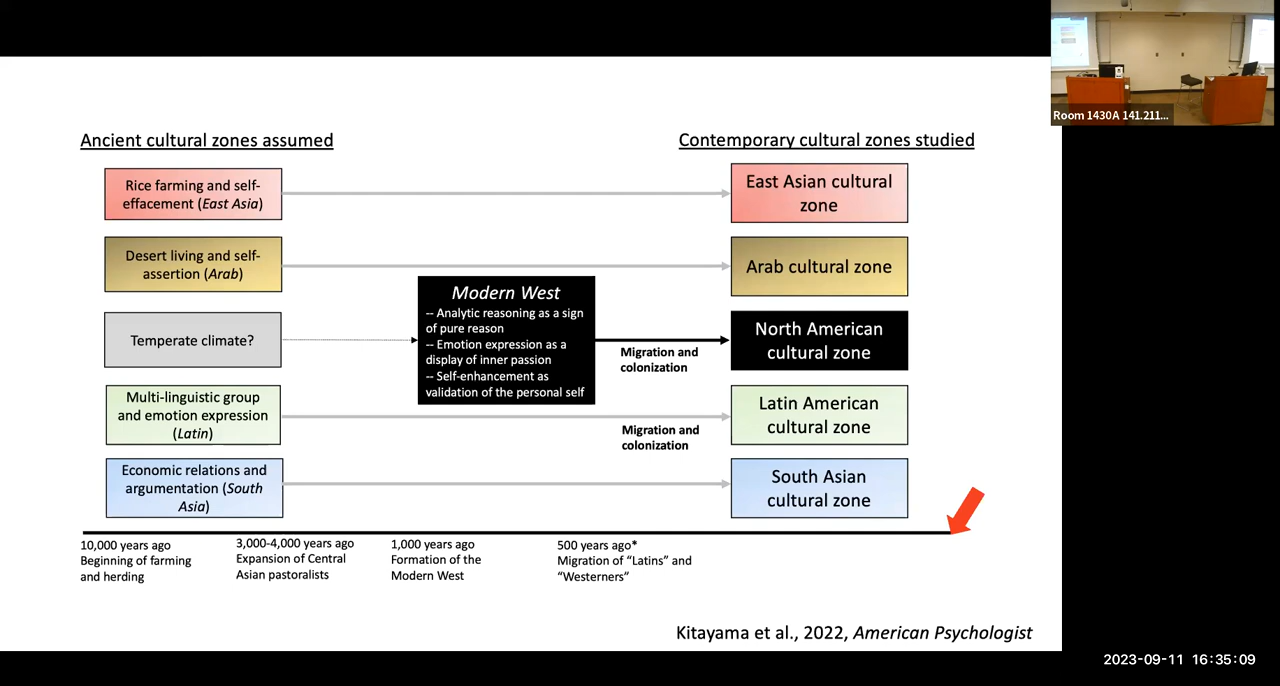 Room 1430A 141.211...
Ancient cultural zones assumed
Contemporary cultural zones studied
Rice farming and self-
effacement (East Asia)
East Asian cultural
zone
Desert living and self-
assertion (Arab)
Arab cultural zone
Temperate climate?
Modern West
-- Analytic reasoning as a sign
of pure reason
-- Emotion expression as a
display of inner passion
-- Self-enhancement as
validation of the personal self
Migration and
colonization
North American
cultural zone
Multi-linguistic group
and emotion expression
(Latin)
Migration and
colonization
Latin American
cultural zone
Economic relations and
argumentation (South
Asia)
South Asian
cultural zone
10,000 years ago
Beginning of farming
and herding
3,000-4,000 years ago
Expansion of Central
Asian pastoralists
1,000 years ago
Formation of the
Modern West
500 years ago*
Migration of “Latins” and
“Westerners”
Kitayama et al., 2022, American Psychologist
2023-09-11 16:35:09